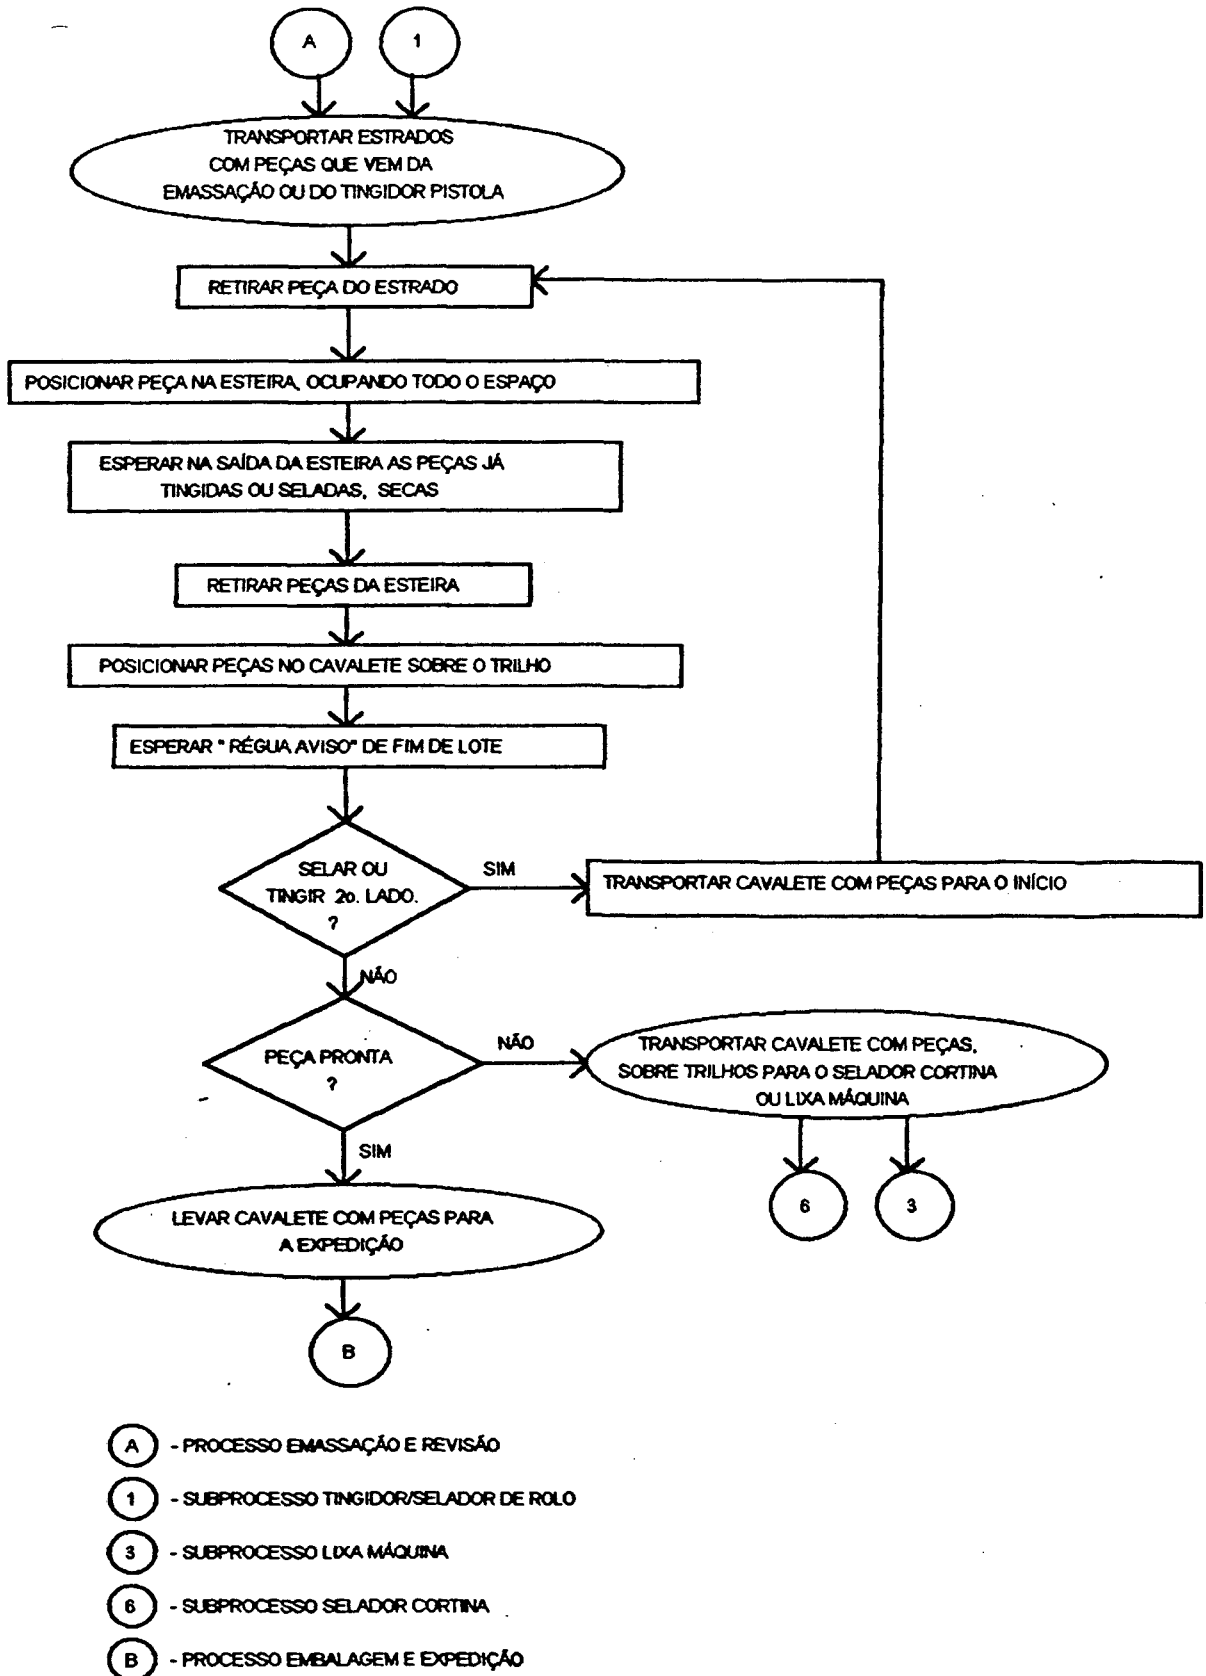 A 1
TRANSPORTAR ESTRADOS
COM PEÇAS QUE VEM DA
EMASSAÇÃO OU DO TINGIDOR PISTOLA
RETIRAR PEÇA DO ESTRADO
POSICIONAR PEÇA NA ESTEIRA, OCUPANDO TODO O ESPAÇO
ESPERAR NA SAÍDA DA ESTEIRA AS PEÇAS JÁ
TINGIDAS OU SELADAS, SECAS
RETIRAR PEÇAS DA ESTEIRA
POSICIONAR PEÇAS NO CAVALETE SOBRE O TRILHO
ESPERAR " RÉGUA AVISO" DE FIM DE LOTE
SELAR OU
TINGIR 2o. LADO.
?
SIM
TRANSPORTAR CAVALETE COM PEÇAS PARA O INÍCIO
NÃO
PEÇA PRONTA
?
NÃO
TRANSPORTAR CAVALETE COM PEÇAS,
SOBRE TRILHOS PARA O SELADOR CORTINA
OU LIXA MÁQUINA
6 3
SIM
LEVAR CAVALETE COM PEÇAS PARA
A EXPEDIÇÃO
B
A - PROCESSO EMASSAÇÃO E REVISÃO
1 - SUBPROCESSO TINGIDOR/SELADOR DE ROLO
3 - SUBPROCESSO LIXA MÁQUINA
6 - SUBPROCESSO SELADOR CORTINA
B - PROCESSO EMBALAGEM E EXPEDIÇÃO